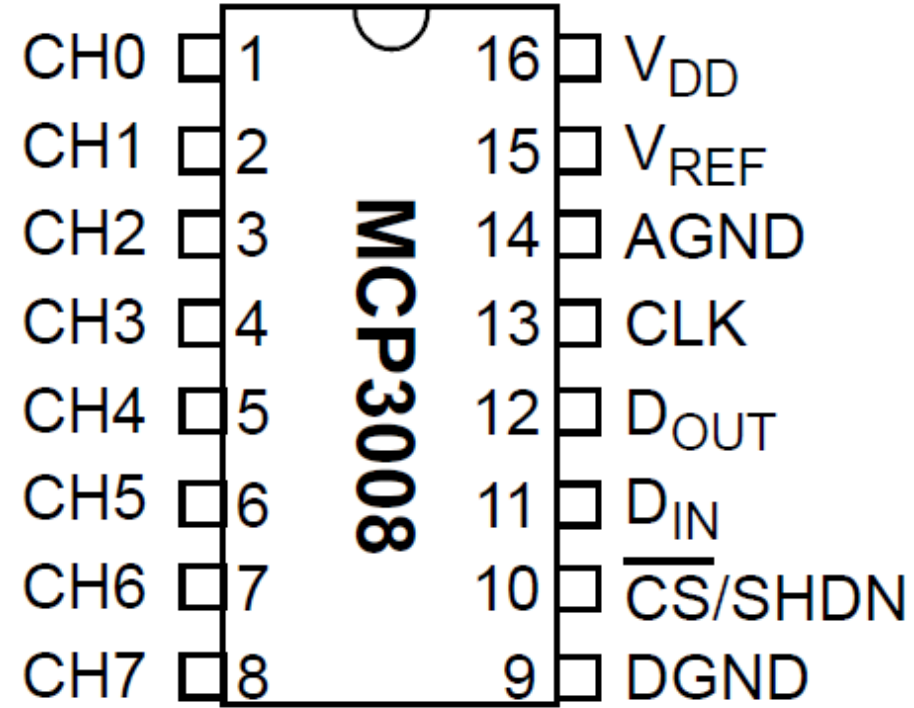 CH0 1 16 VDD
CH1 2 15 VREF
CH2 3 14 AGND
CH3 4 13 CLK
CH4 5 12 DOUT
CH5 6 11 DIN
CH6 7 10 C̅S̅/SHDN
CH7 8 9 DGND
MCP3008